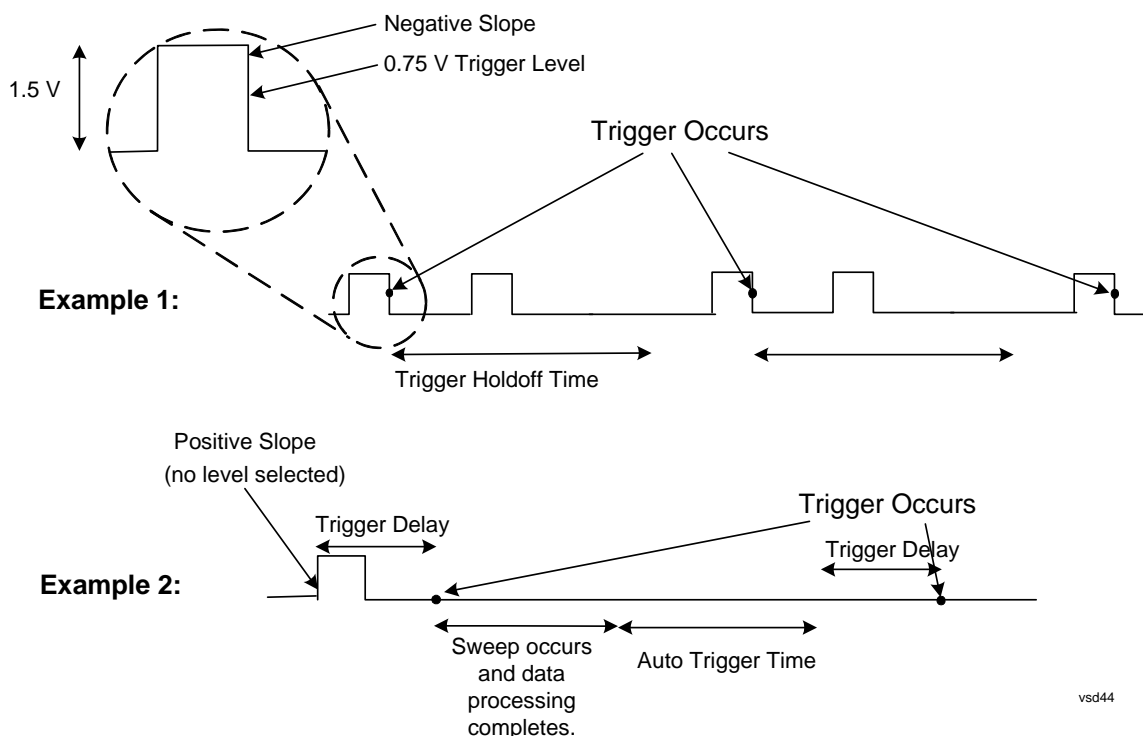 Negative Slope
0.75 V Trigger Level
1.5 V
Trigger Occurs
Example 1:
Trigger Holdoff Time
Positive Slope
(no level selected)
Trigger Delay
Trigger Occurs
Trigger Delay
Example 2:
Sweep occurs
and data
processing
completes.
Auto Trigger Time
vsd44